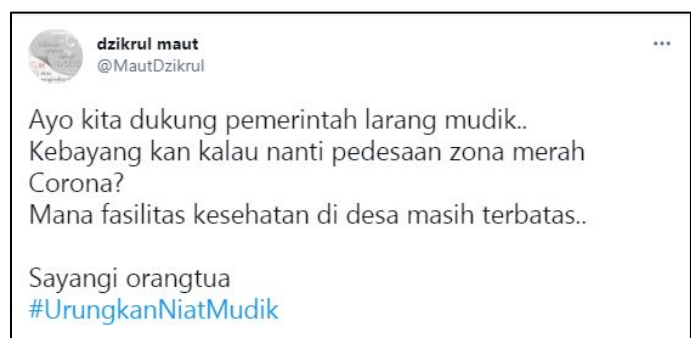 dzikrul maut
@MautDzikrul
Ayo kita dukung pemerintah larang mudik..
Kebayang kan kalau nanti pedesaan zona merah
Corona?
Mana fasilitas kesehatan di desa masih terbatas..
Sayangi orangtua
#UrungkanNiatMudik